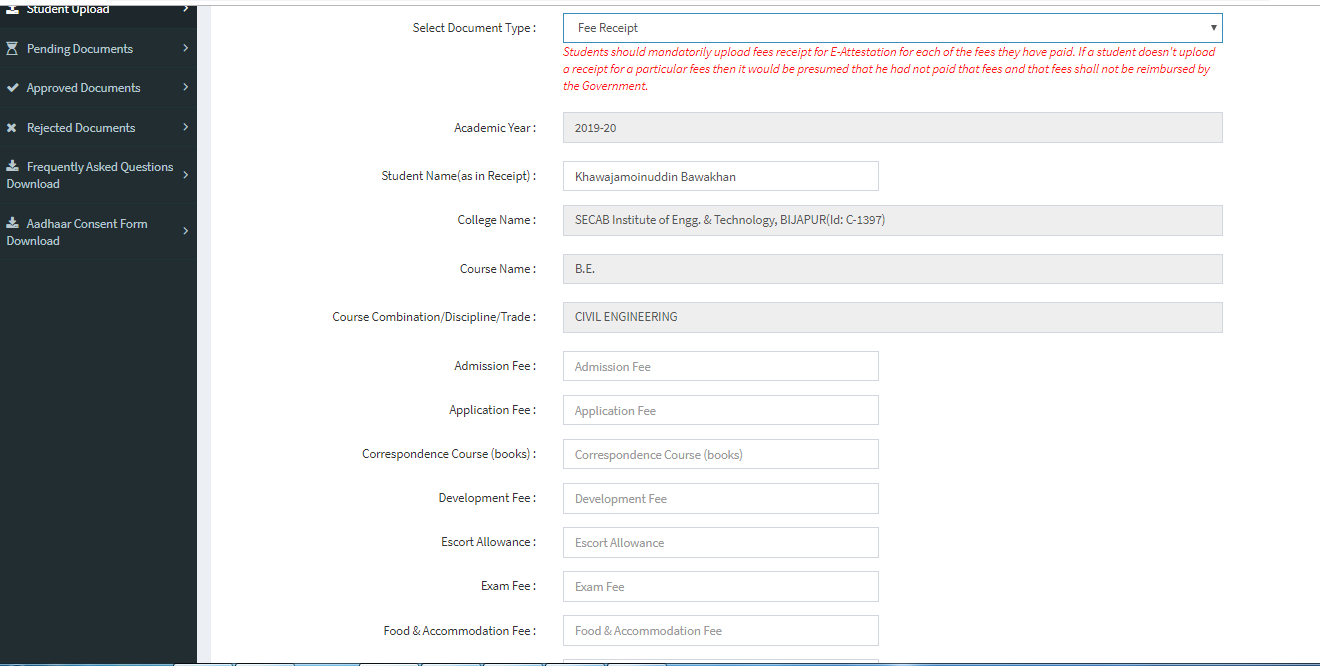 Student Upload
Pending Documents
Approved Documents
Rejected Documents
Frequently Asked Questions
Download
Aadhaar Consent Form
Download
Select Document Type :
Fee Receipt
Students should mandatorily upload fees receipt for E-Attestation for each of the fees they have paid. If a student doesn't upload
a receipt for a particular fees then it would be presumed that he had not paid that fees and that fees shall not be reimbursed by
the Government.
Academic Year :
2019-20
Student Name(as in Receipt) :
Khawajamoinuddin Bawakhan
College Name :
SECAB Institute of Engg. & Technology, BIJAPUR(Id: C-1397)
Course Name :
B.E.
Course Combination/Discipline/Trade :
CIVIL ENGINEERING
Admission Fee :
Admission Fee
Application Fee :
Application Fee
Correspondence Course (books) :
Correspondence Course (books)
Development Fee :
Development Fee
Escort Allowance :
Escort Allowance
Exam Fee :
Exam Fee
Food & Accommodation Fee :
Food & Accommodation Fee